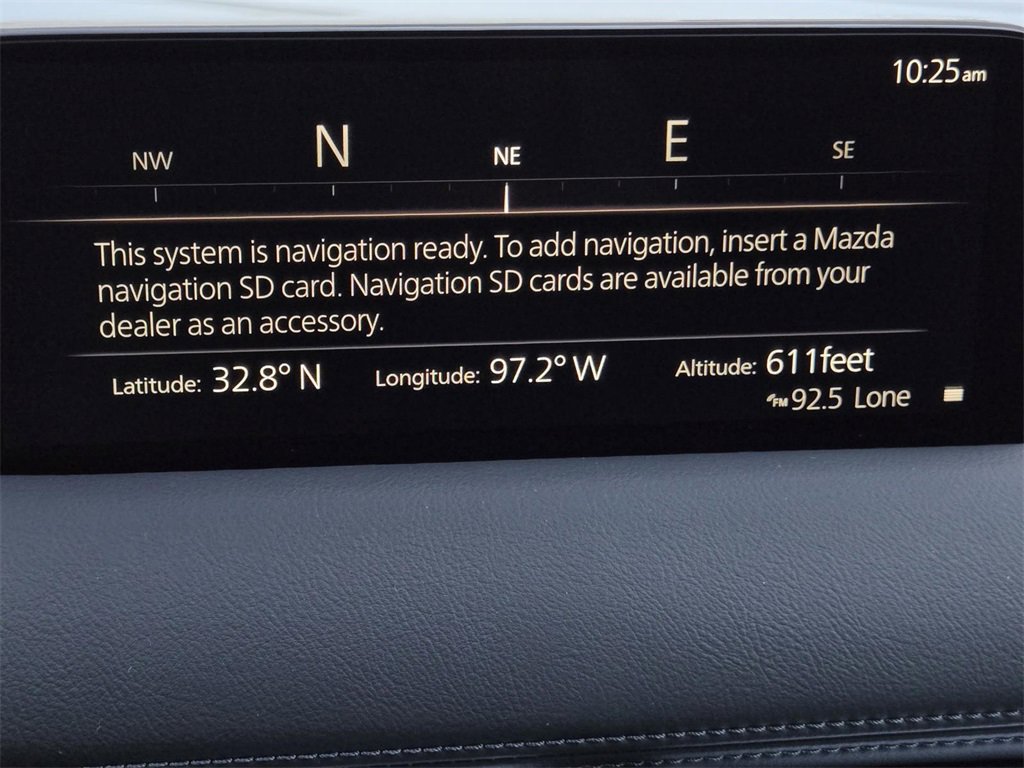 10:25am
NW N NE E SE
This system is navigation ready. To add navigation, insert a Mazda
navigation SD card. Navigation SD cards are available from your
dealer as an accessory.
Latitude: 32.8° N Longitude: 97.2° W Altitude: 611feet
FM 92.5 Lone